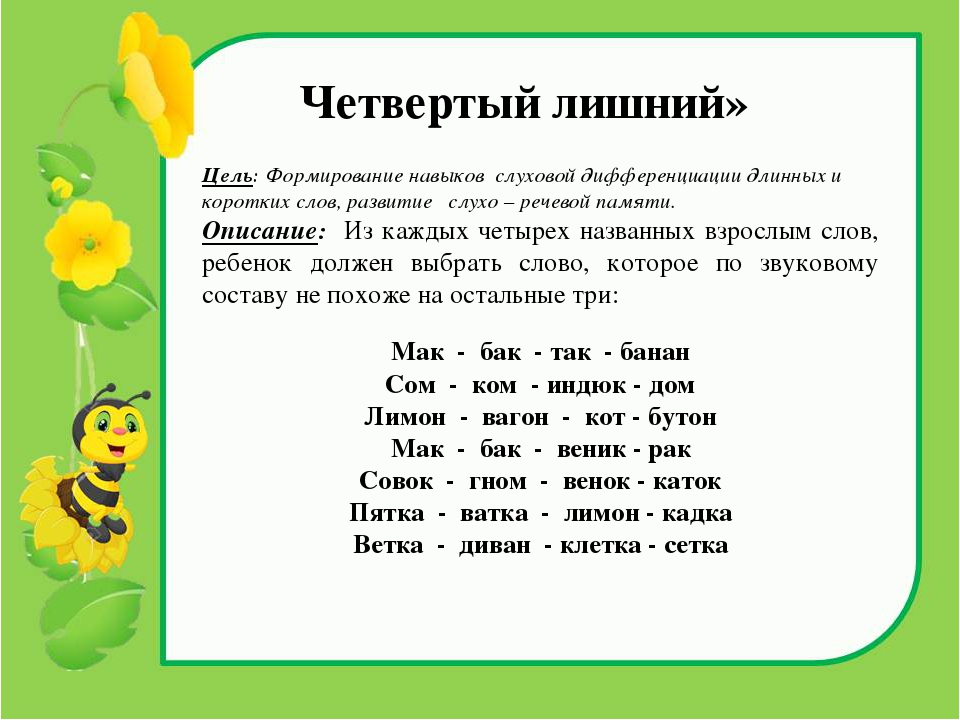 Четвертый лишний»
Цель: Формирование навыков слуховой дифференциации длинных и
коротких слов, развитие слухо – речевой памяти.
Описание: Из каждых четырех названных взрослым слов,
ребенок должен выбрать слово, которое по звуковому
составу не похоже на остальные три:
Мак - бак - так - банан
Сом - ком - индюк - дом
Лимон - вагон - кот - бутон
Мак - бак - веник - рак
Совок - гном - венок - каток
Пятка - ватка - лимон - кадка
Ветка - диван - клетка - сетка